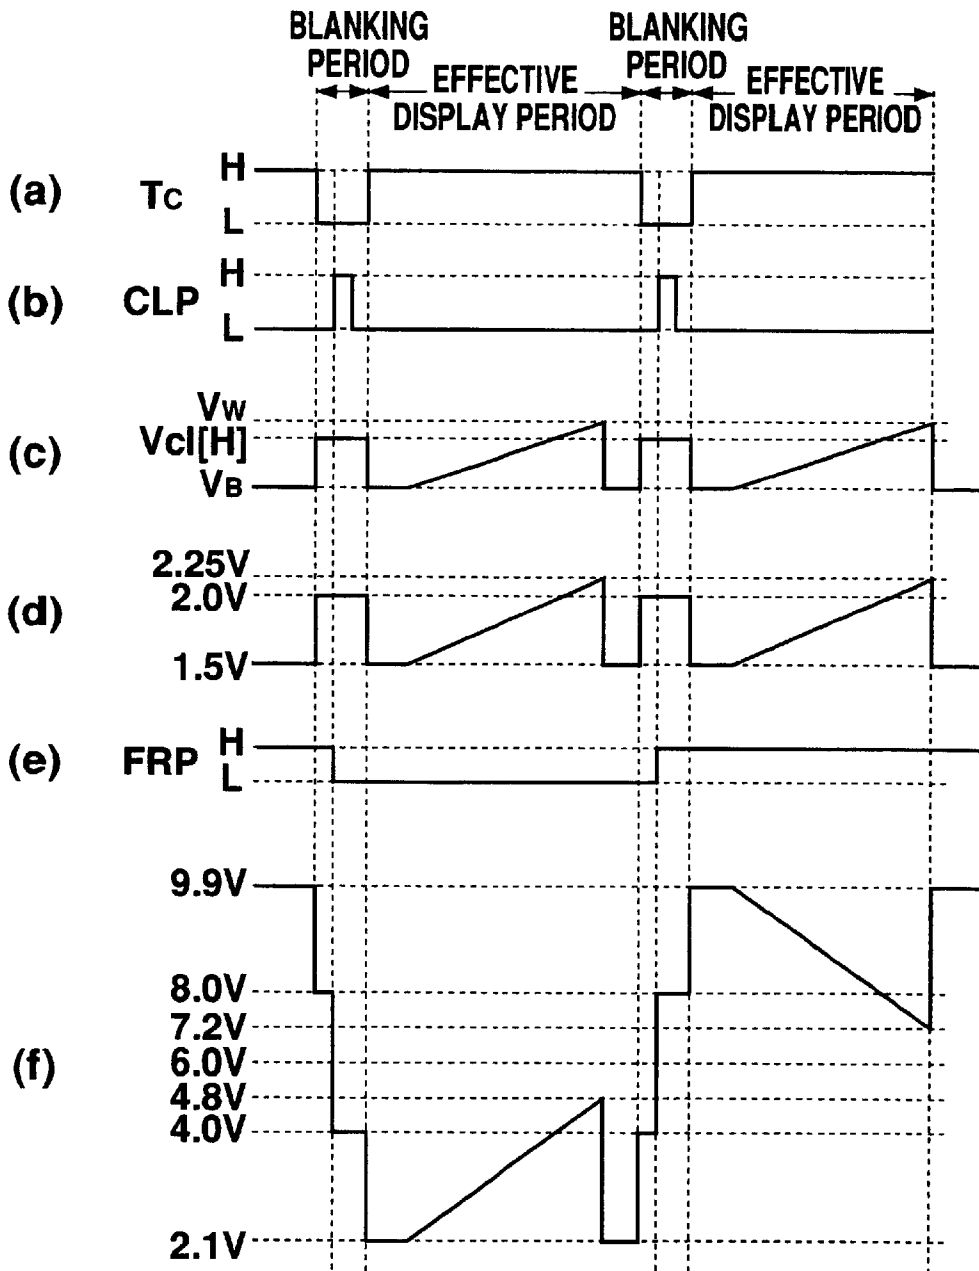 BLANKING PERIOD
EFFECTIVE DISPLAY PERIOD
BLANKING PERIOD
EFFECTIVE DISPLAY PERIOD
(a)
TC
H
L
(b)
CLP
H
L
(c)
VW
Vcl[H]
VB
(d)
2.25V
2.0V
1.5V
(e)
FRP
H
L
(f)
9.9V
8.0V
7.2V
6.0V
4.8V
4.0V
2.1V